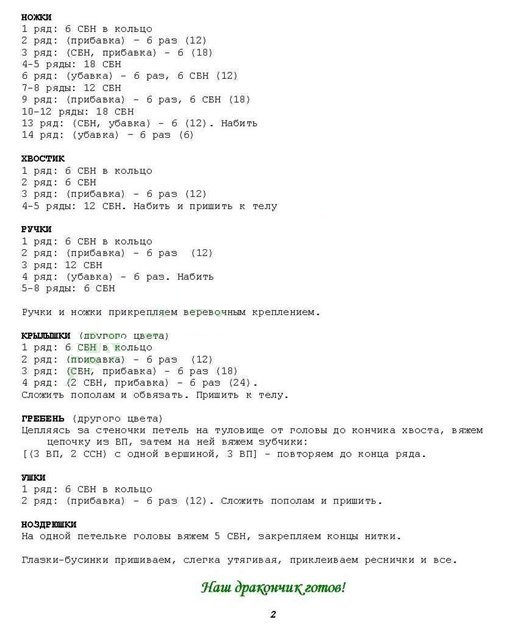 НОЖКИ
1 ряд: 6 СБН в кольцо
2 ряд: (прибавка) – 6 раз (12)
3 ряд: (СБН, прибавка) – 6 (18)
4-5 ряды: 18 СБН
6 ряд: (убавка) – 6 раз, 6 СБН (12)
7-8 ряды: 12 СБН
9 ряд: (прибавка) – 6 раз, 6 СБН (18)
10-12 ряды: 18 СБН
13 ряд: (СБН, убавка) – 6 (12). Набить
14 ряд: (убавка) – 6 раз (6)
ХВОСТИК
1 ряд: 6 СБН в кольцо
2 ряд: 6 СБН
3 ряд: (прибавка) – 6 раз (12)
4-5 ряды: 12 СБН. Набить и пришить к телу
РУЧКИ
1 ряд: 6 СБН в кольцо
2 ряд: (прибавка) – 6 раз (12)
3 ряд: 12 СБН
4 ряд: (убавка) – 6 раз. Набить
5-8 ряды: 6 СБН
Ручки и ножки прикрепляем веревочным креплением.
КРЫЛЫШКИ (другого цвета)
1 ряд: 6 СБН в кольцо
2 ряд: (прибавка) – 6 раз (12)
3 ряд: (СБН, прибавка) – 6 раз (18)
4 ряд: (2 СБН, прибавка) – 6 раз (24).
Сложить пополам и обвязать. Пришить к телу.
ГРЕБЕНЬ (другого цвета)
Цепляясь за стеночки петель на туловище от головы до кончика хвоста, вяжем
цепочку из ВП, затем на ней вяжем зубчики:
[(3 ВП, 2 ССН) с одной вершиной, 3 ВП] – повторяем до конца ряда.
УШКИ
1 ряд: 6 СБН в кольцо
2 ряд: (прибавка) – 6 раз (12). Сложить пополам и пришить.
НОЗДРЮШКИ
На одной петельке головы вяжем 5 СБН, закрепляем концы нитки.
Глазки-бусинки пришиваем, слегка утягивая, приклеиваем реснички и все.
Наш дракончик готов!
2